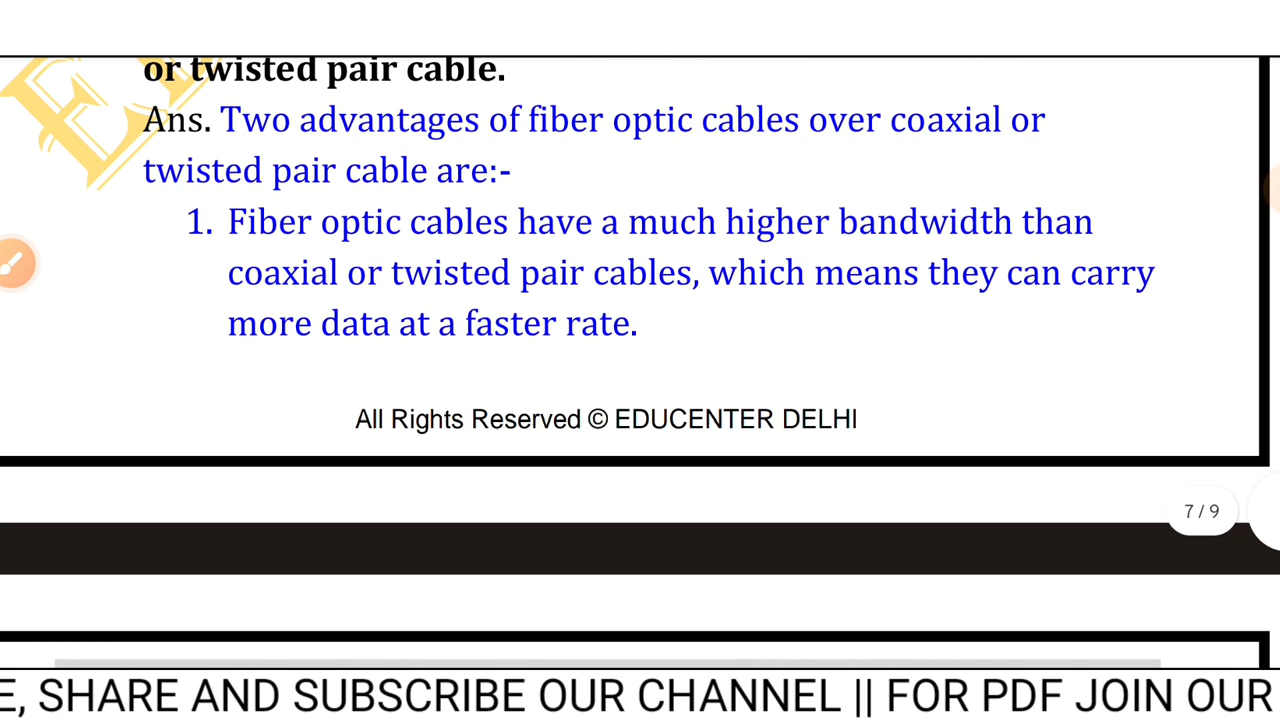 or twisted pair cable.
Ans. Two advantages of fiber optic cables over coaxial or
twisted pair cable are:-
1. Fiber optic cables have a much higher bandwidth than
coaxial or twisted pair cables, which means they can carry
more data at a faster rate.
All Rights Reserved © EDUCENTER DELHI
7 / 9
E, SHARE AND SUBSCRIBE OUR CHANNEL || FOR PDF JOIN OUR